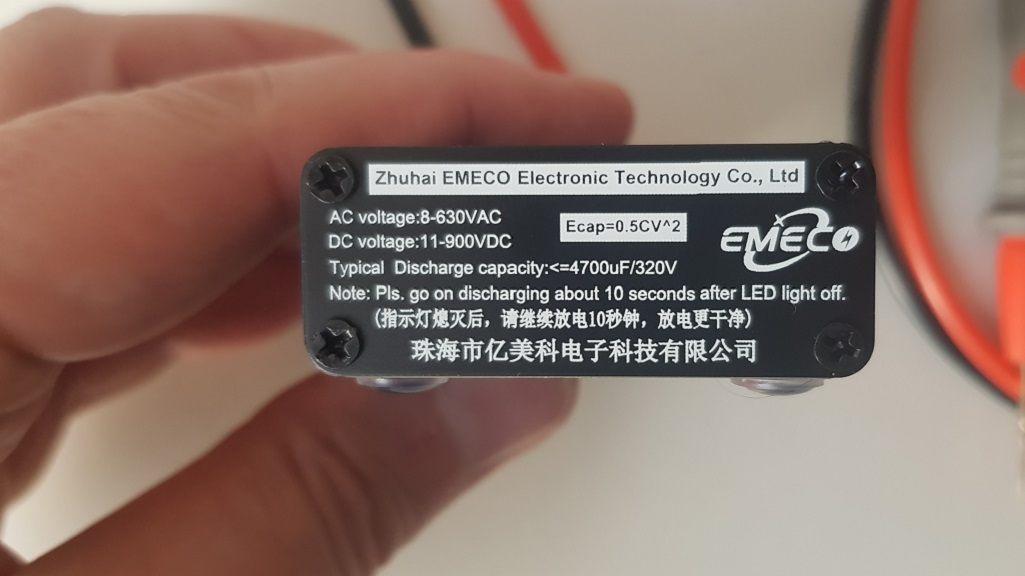 Zhuhai EMECO Electronic Technology Co., Ltd
AC voltage:8-630VAC
DC voltage:11-900VDC
Ecap=0.5CV^2
EMECO
Typical Discharge capacity:<=4700uF/320V
Note: Pls. go on discharging about 10 seconds after LED light off.
(指示灯熄灭后，请继续放电10秒钟，放电更干净)
珠海市亿美科电子科技有限公司